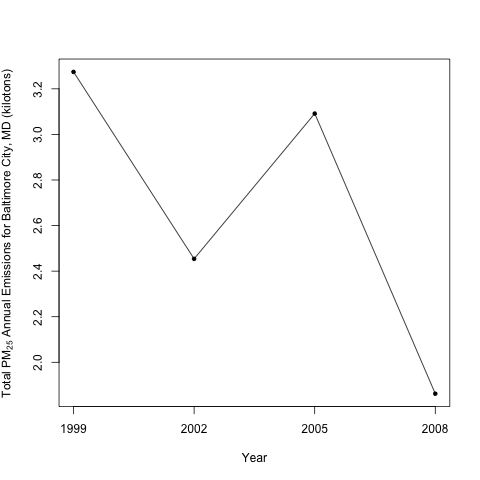 Total PM25 Annual Emissions for Baltimore City, MD (kilotons)
3.2
3.0
2.8
2.6
2.4
2.2
2.0
1999 2002 2005 2008
Year